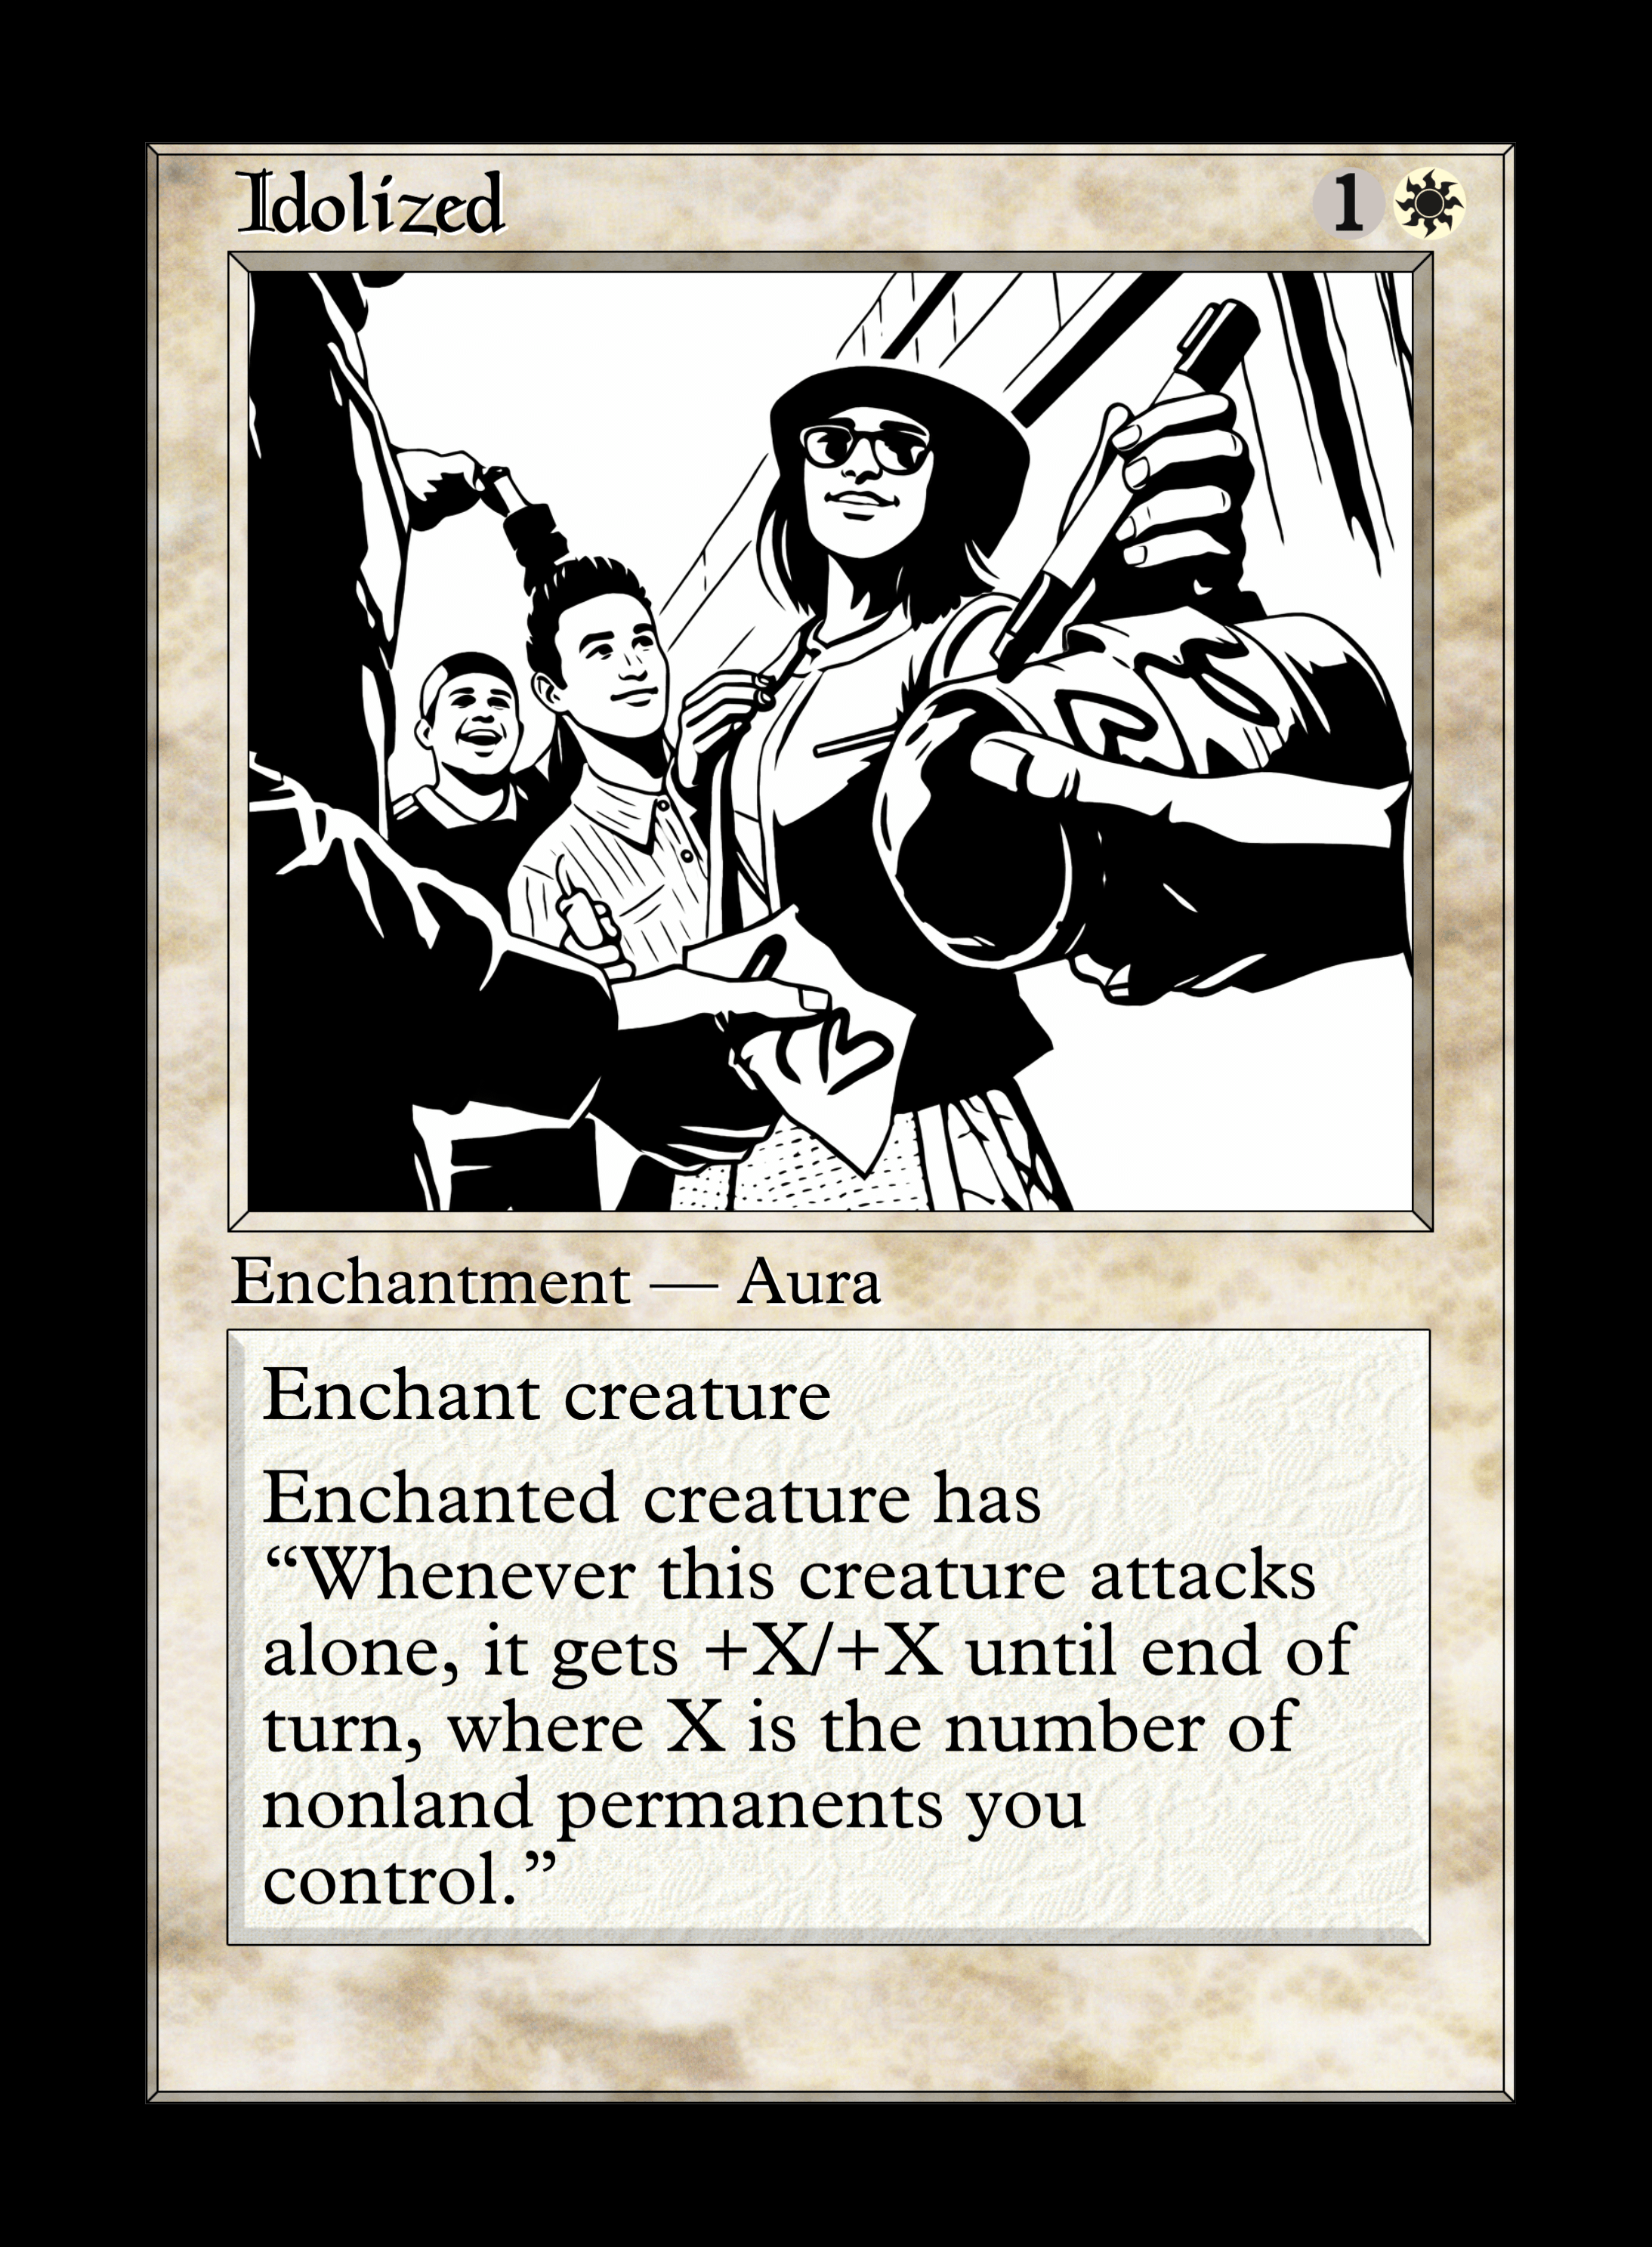 Idolized 1
Enchantment — Aura
Enchant creature
Enchanted creature has
“Whenever this creature attacks
alone, it gets +X/+X until end of
turn, where X is the number of
nonland permanents you
control.”